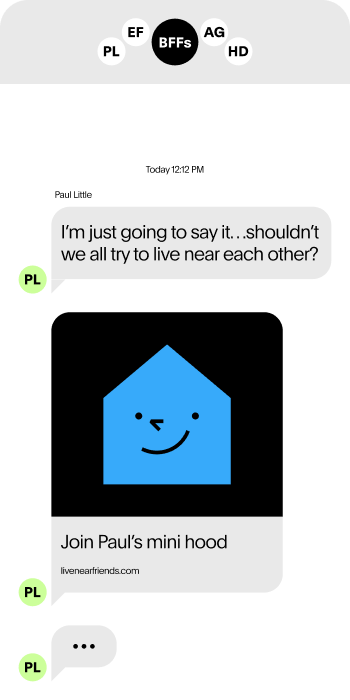 EF
AG
PL
BFFs
HD
Today 12:12 PM
Paul Little
I’m just going to say it…shouldn’t
we all try to live near each other?
PL
Join Paul’s mini hood
livenearfriends.com
PL
PL